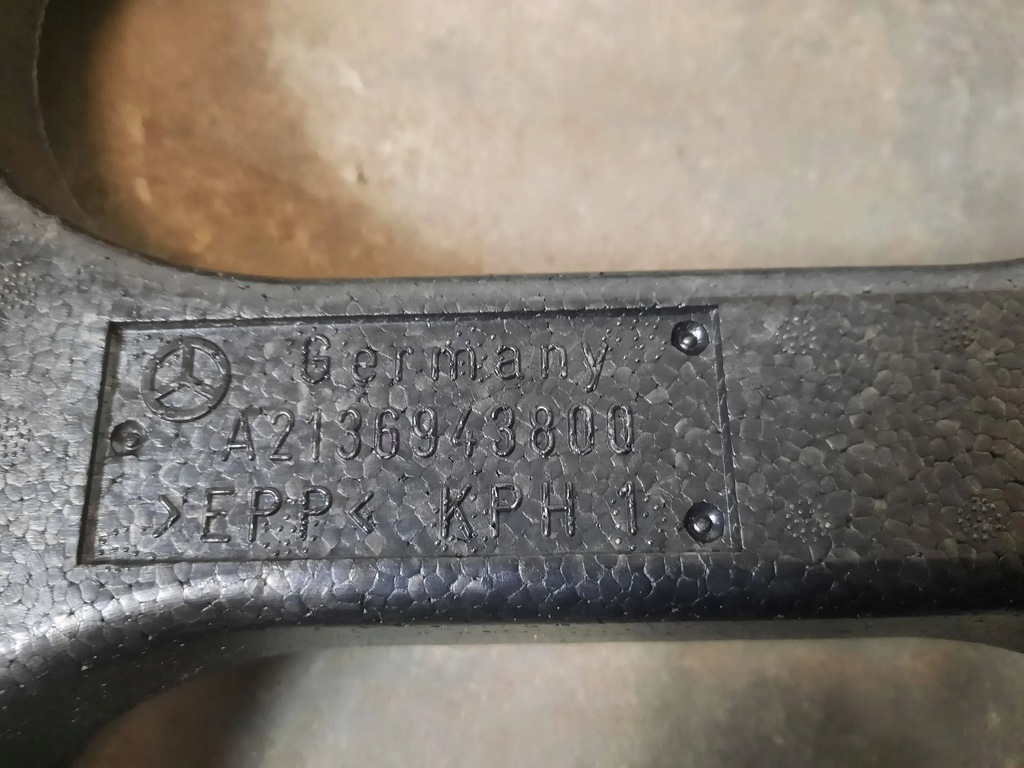 Germany
A2136943800
>EPP< KPH 1